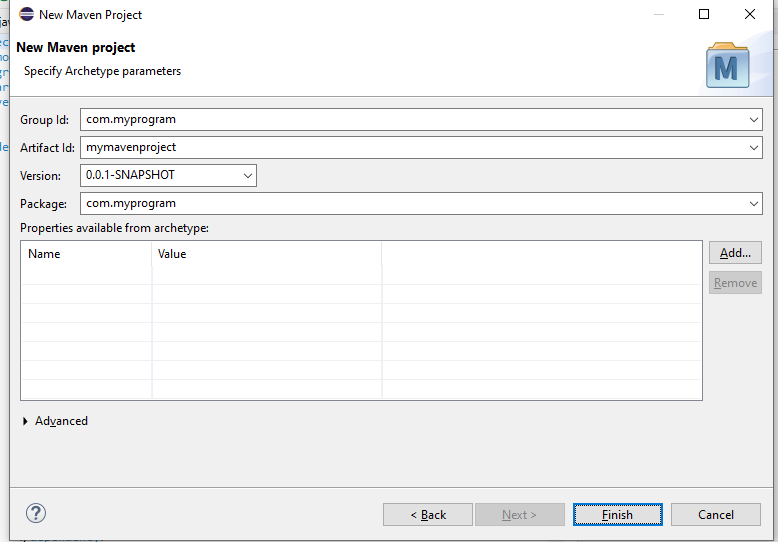 New Maven Project
New Maven project
Specify Archetype parameters
M
Group Id: com.myprogram
Artifact Id: mymavenproject
Version: 0.0.1-SNAPSHOT
Package: com.myprogram
Properties available from archetype:
Name Value
Add...
Remove
Advanced
? < Back Next > Finish Cancel